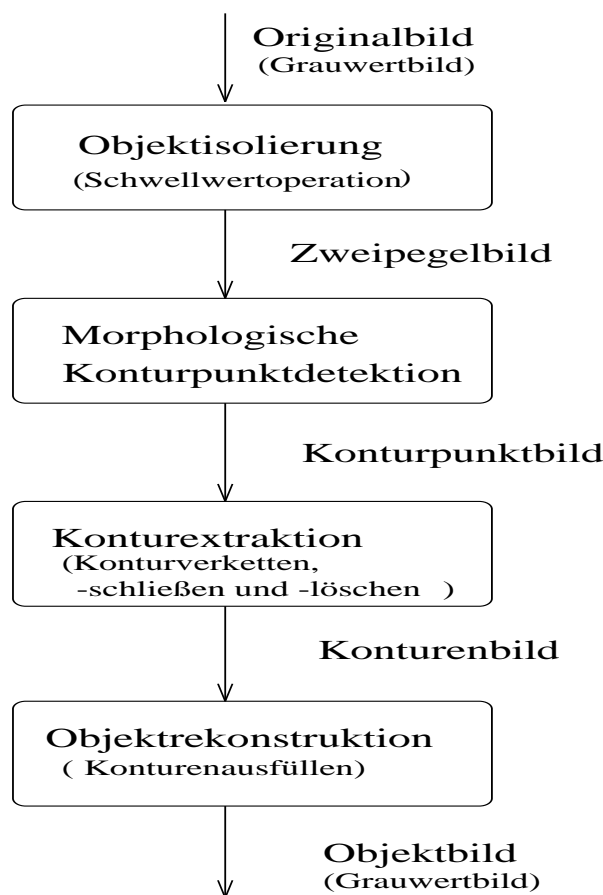 Originalbild
(Grauwertbild)
Objektisolierung
(Schwellwertoperation)
Zweipegelbild
Morphologische
Konturpunktdetektion
Konturpunktbild
Konturextraktion
(Konturverketten,
-schließen und -löschen )
Konturenbild
Objektrekonstruktion
( Konturenausfüllen)
Objektbild
(Grauwertbild)